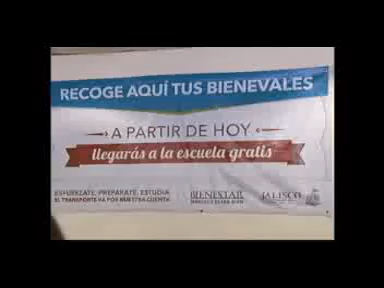 RECOGE AQUÍ TUS BIENEVALES
A PARTIR DE HOY
llegarás a la escuela gratis
ESFUÉRZATE, PREPÁRATE, ESTUDIA
EL TRANSPORTE VA POR NUESTRA CUENTA
BIENESTAR
JALISCO